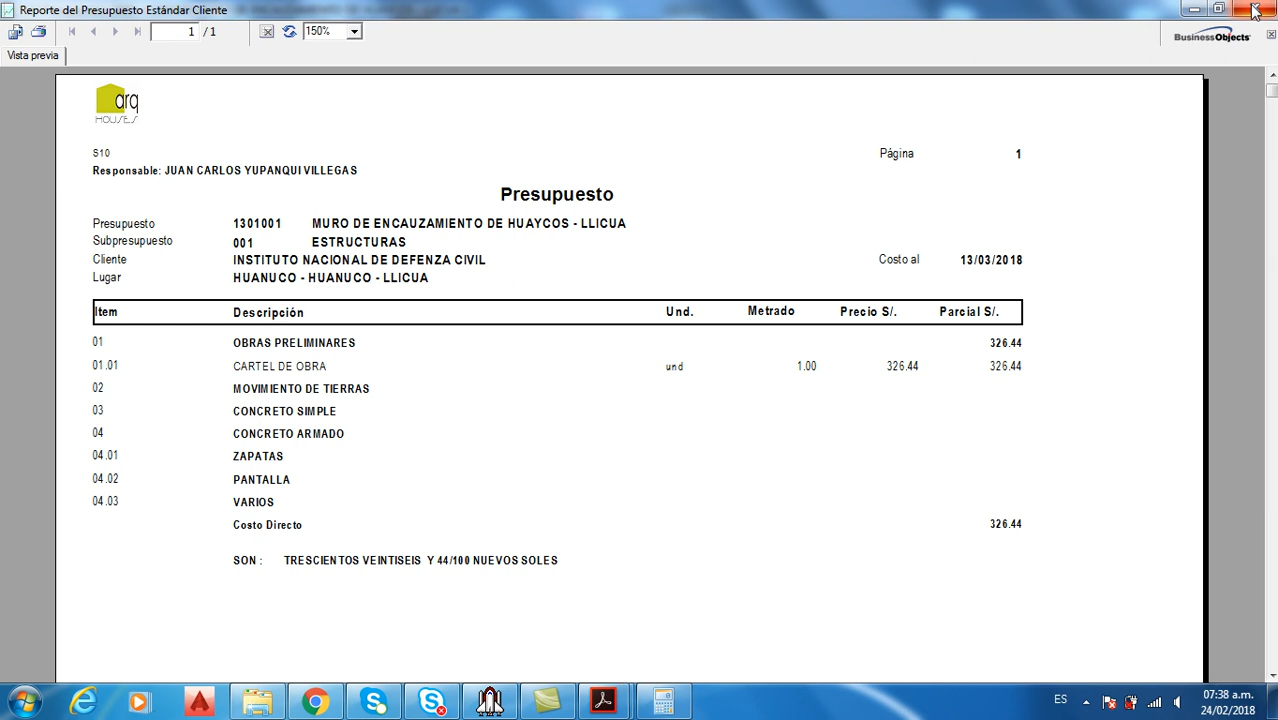 Reporte del Presupuesto Estándar Cliente
1 / 1 150% BusinessObjects
Vista previa
arq
HOUSES
S10
Página 1
Responsable: JUAN CARLOS YUPANQUI VILLEGAS
Presupuesto
Presupuesto 1301001 MURO DE ENCAUZAMIENTO DE HUAYCOS - LLICUA
Subpresupuesto 001 ESTRUCTURAS
Cliente INSTITUTO NACIONAL DE DEFENZA CIVIL Costo al 13/03/2018
Lugar HUANUCO - HUANUCO - LLICUA
Item Descripción Und. Metrado Precio S/. Parcial S/.
01 OBRAS PRELIMINARES 326.44
01.01 CARTEL DE OBRA und 1.00 326.44 326.44
02 MOVIMIENTO DE TIERRAS
03 CONCRETO SIMPLE
04 CONCRETO ARMADO
04.01 ZAPATAS
04.02 PANTALLA
04.03 VARIOS
Costo Directo 326.44
SON : TRESCIENTOS VEINTISEIS Y 44/100 NUEVOS SOLES
ES
07:38 a.m.
24/02/2018